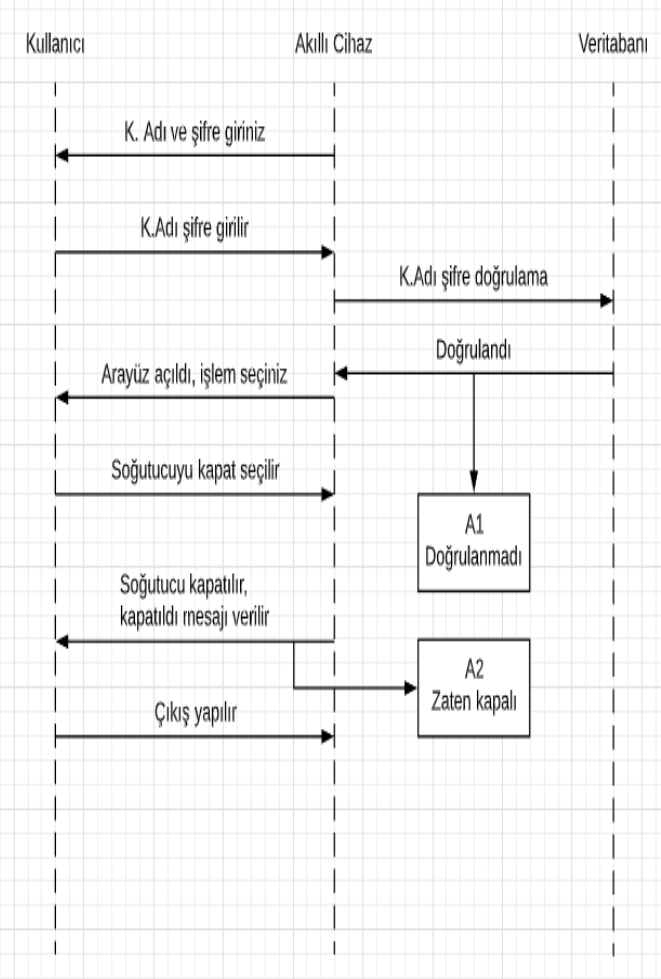 Kullanıcı
Akıllı Cihaz
Veritabanı
K. Adı ve şifre giriniz
K.Adı şifre girilir
K.Adı şifre doğrulama
Doğrulandı
Arayüz açıldı, işlem seçiniz
Soğutucuyu kapat seçilir
A1
Doğrulanmadı
Soğutucu kapatılır,
kapatıldı mesajı verilir
A2
Zaten kapalı
Çıkış yapılır